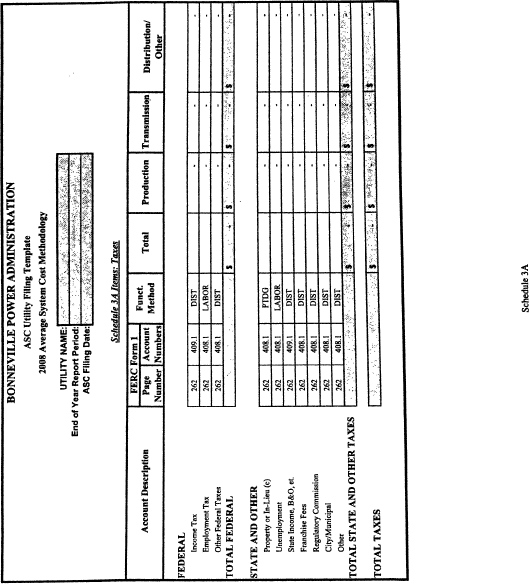 BONNEVILLE POWER ADMINISTRATION
ASC Utility Filing Template
2008 Average System Cost Methodology
UTILITY NAME:
End of Year Report Period:
ASC Filing Date:
Schedule 3A Items: Taxes
Account Description | FERC Form 1 Page Number | Account Numbers | Funct. Method | Total | Production | Transmission | Distribution/ Other
FEDERAL
Income Tax 262 409.1 DIST - - -
Employment Tax 262 408.1 LABOR - - -
Other Federal Taxes 262 408.1 DIST - - -
TOTAL FEDERAL $ $ - $ - $ -
STATE AND OTHER
Property or In-Lieu (c) 262 408.1 PTDG - - -
Unemployment 262 408.1 LABOR - - -
State Income, B&O, et. 262 409.1 DIST - - -
Franchise Fees 262 408.1 DIST - - -
Regulatory Commission 262 408.1 DIST - - -
City/Municipal 262 408.1 DIST - - -
Other 262 408.1 DIST - - -
TOTAL STATE AND OTHER TAXES $ $ - $ - $ -
TOTAL TAXES $ $ - $ - $ -
Schedule 3A